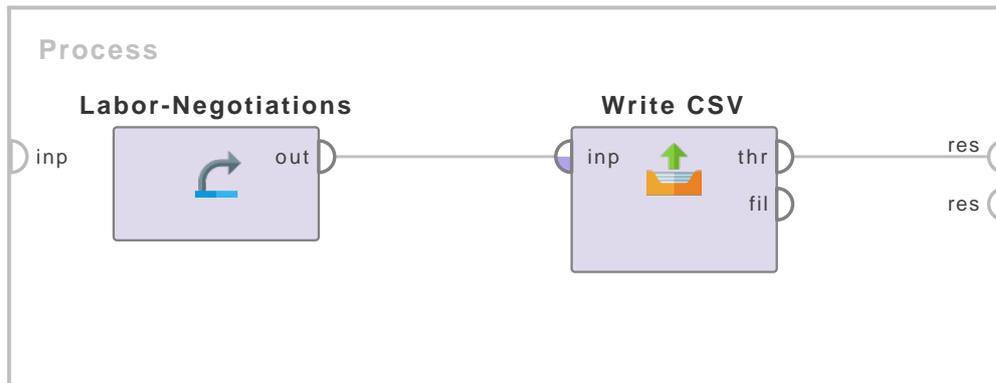 Process
Labor-Negotiations
Write CSV
inp
out
inp
thr
res
fil
res